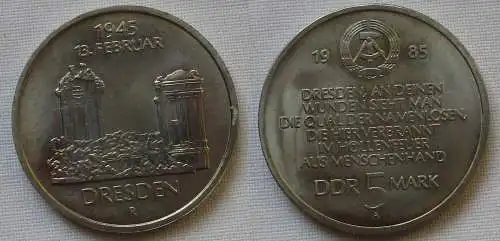 1945
13. FEBRUAR
DRESDEN
R
1985
DRESDEN, AN DEINEN
WUNDEN SIEHT MAN
DIE QUAL DER NAMENLOSEN,
DIE HIER VERBRANNT
IM HÖLLENFEUER
AUS MENSCHENHAND
DDR 5 MARK
A